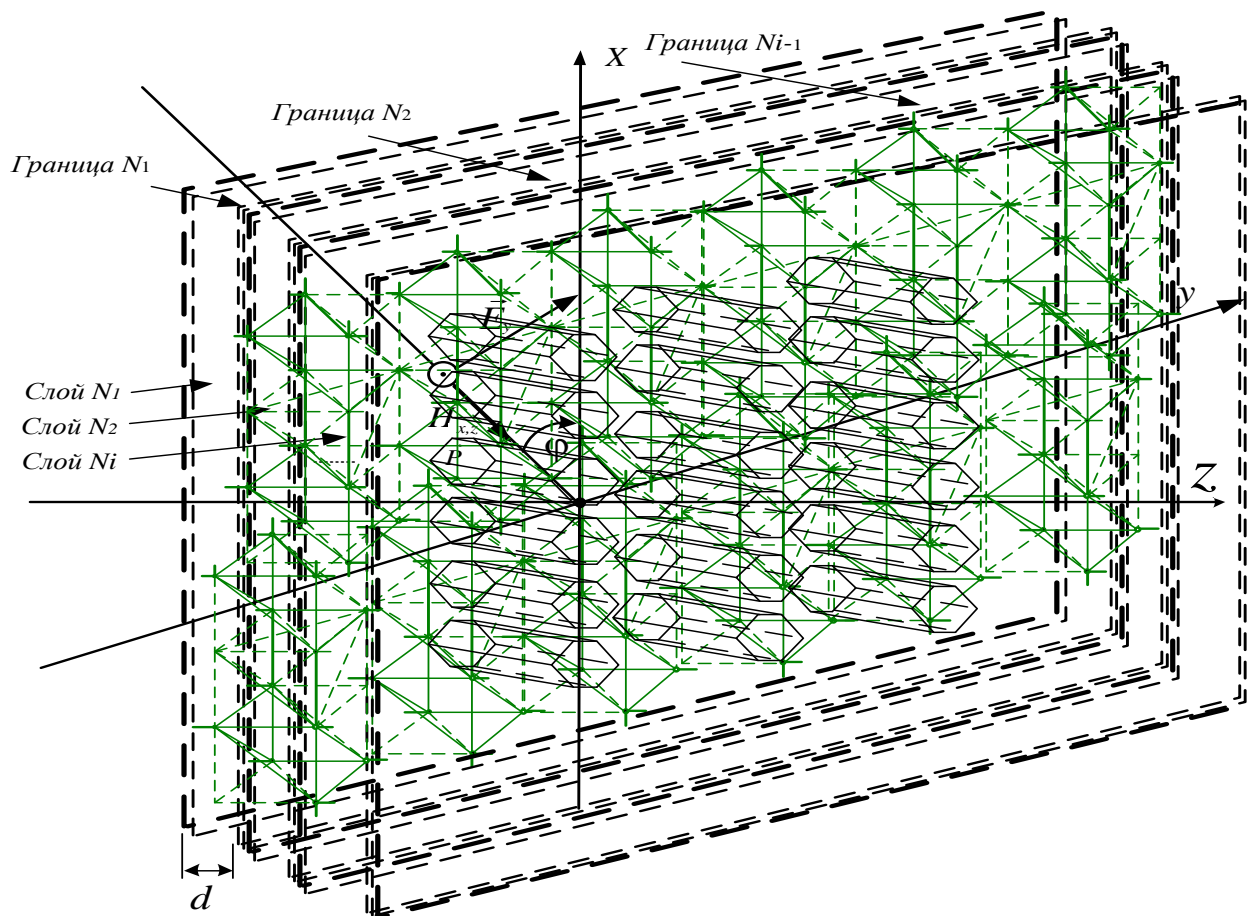 Граница Ni-1
X
Граница N2
Граница N1
y
E
Слой N1
Слой N2
H x,z
Слой Ni
φ
P
Z
d